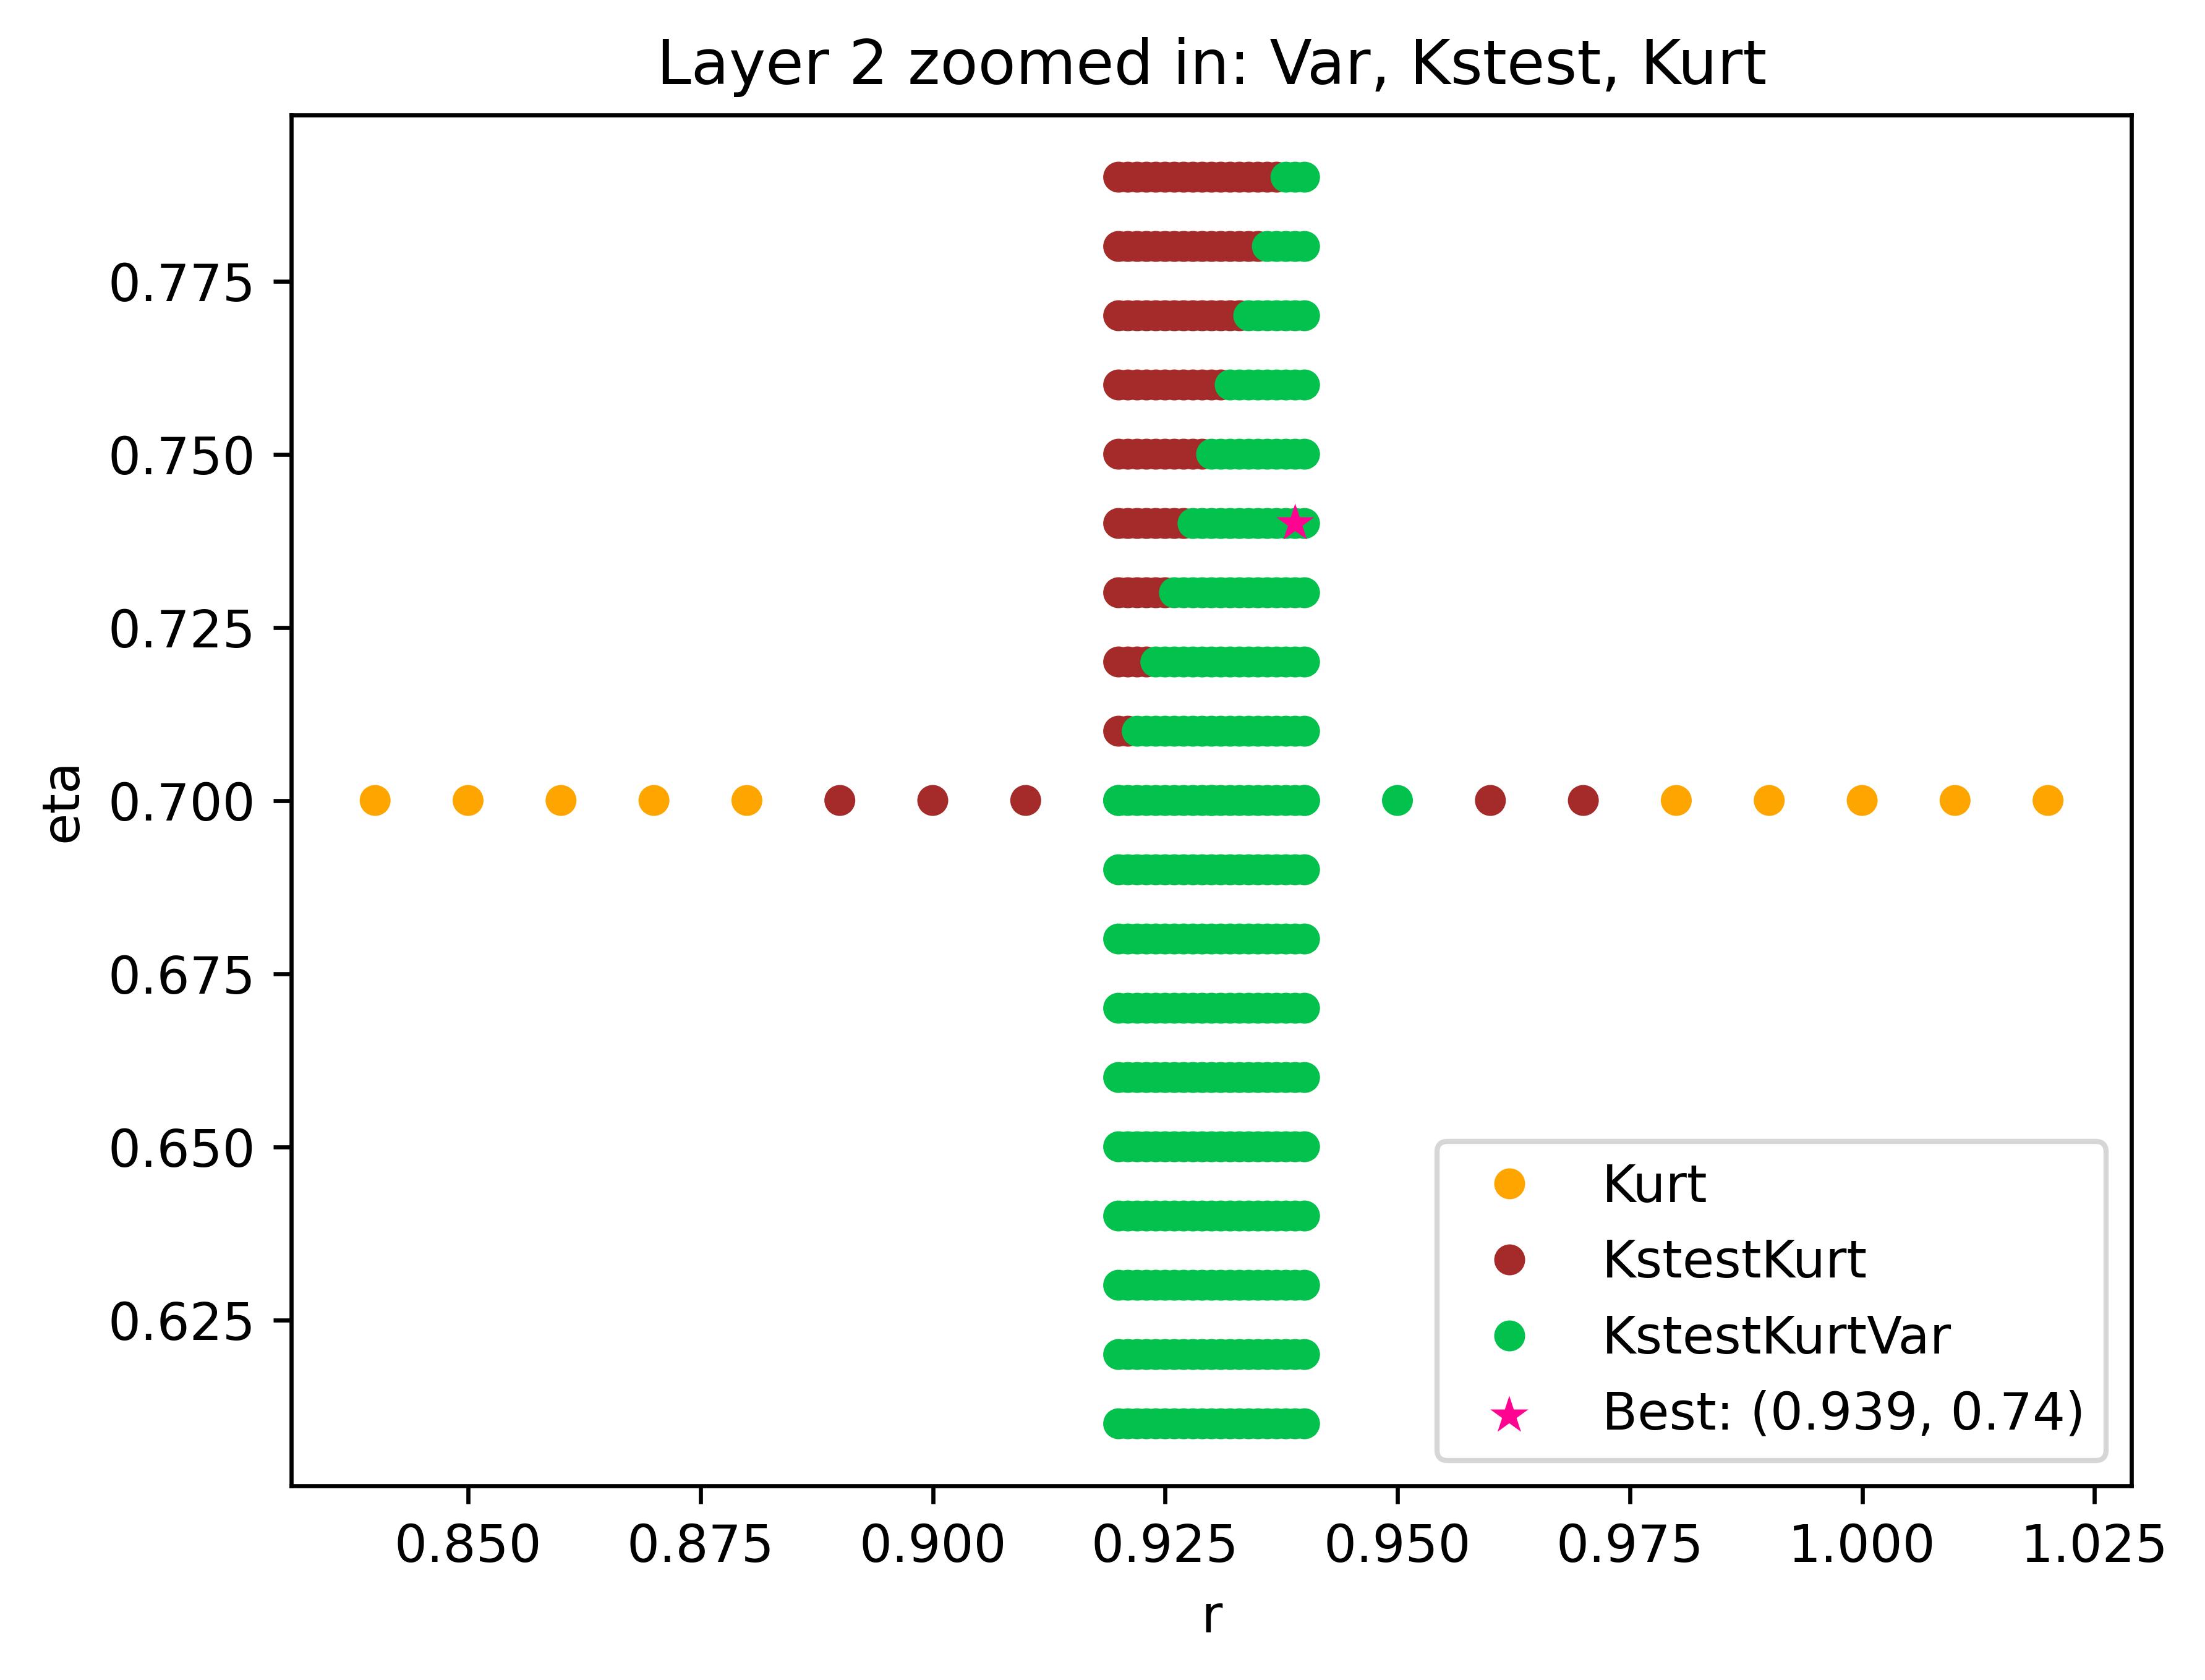 Layer 2 zoomed in: Var, Kstest, Kurt
0.775
0.750
0.725
0.700
0.675
0.650
0.625
eta
Kurt
KstestKurt
KstestKurtVar
Best: (0.939, 0.74)
0.850 0.875 0.900 0.925 0.950 0.975 1.000 1.025
r